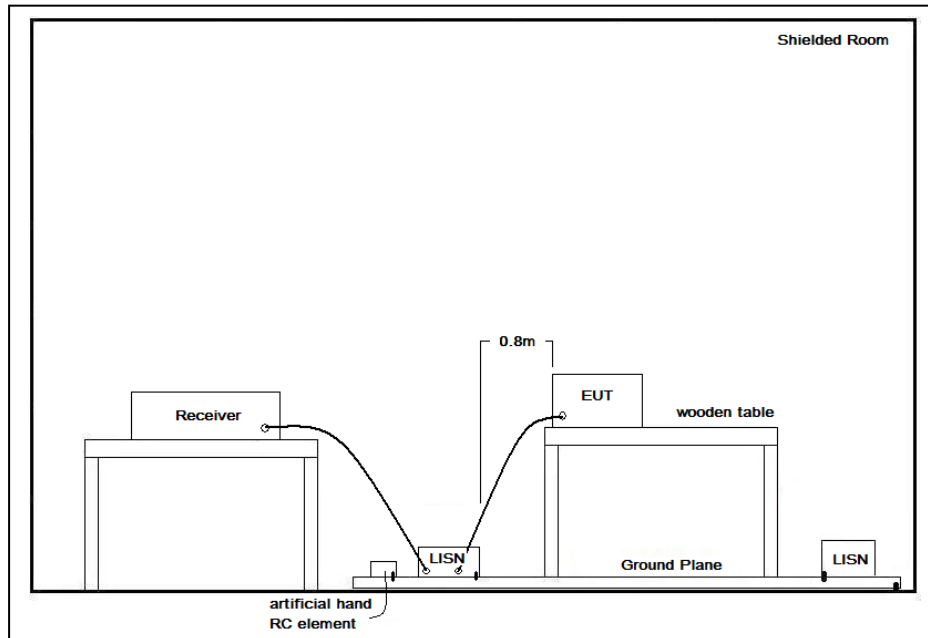 Shielded Room
0.8m
EUT
Receiver
wooden table
LISN
Ground Plane
LISN
artificial hand
RC element